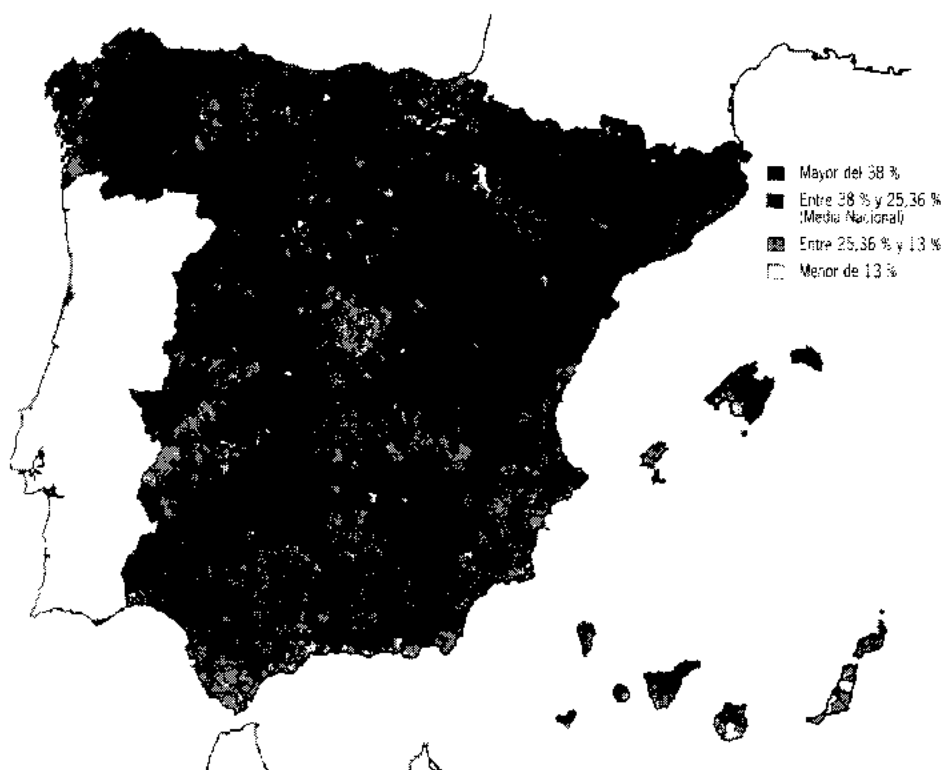 Mayor del 38 %
Entre 38 % y 25,36 %
(Media Nacional)
Entre 25,36 % y 13 %
Menor de 13 %